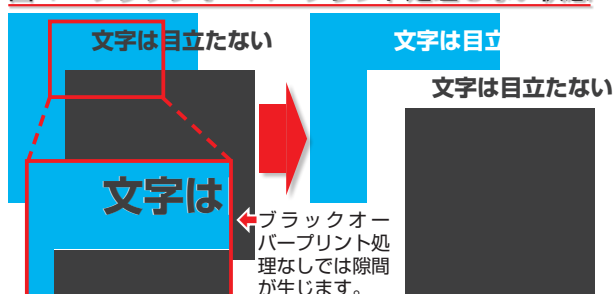 文字は目立たない
文字は目立
文字は目立たない
文字は
ブラックオー
バープリント処
理なしでは隙間
が生じます。